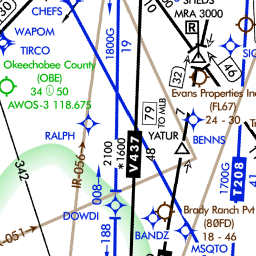 SHEDS
MRA 3000
CHEFS
30
WAPOM
TIRCO
1800G
19
R
SIG
Okeechobee County
(OBE)
34 50
AWOS-3 118.675
32
46
Evans Properties Inc
(FL67)
24 - 30
79
TO MLB
RALPH
BENNS
YATUR
IR-056
2100
*1600
V437
48
342
1700G
T208
41
008
DOWDI
188
-051
Brady Ranch Pvt
(80FD)
18 - 46
BANDZ
MSQTO